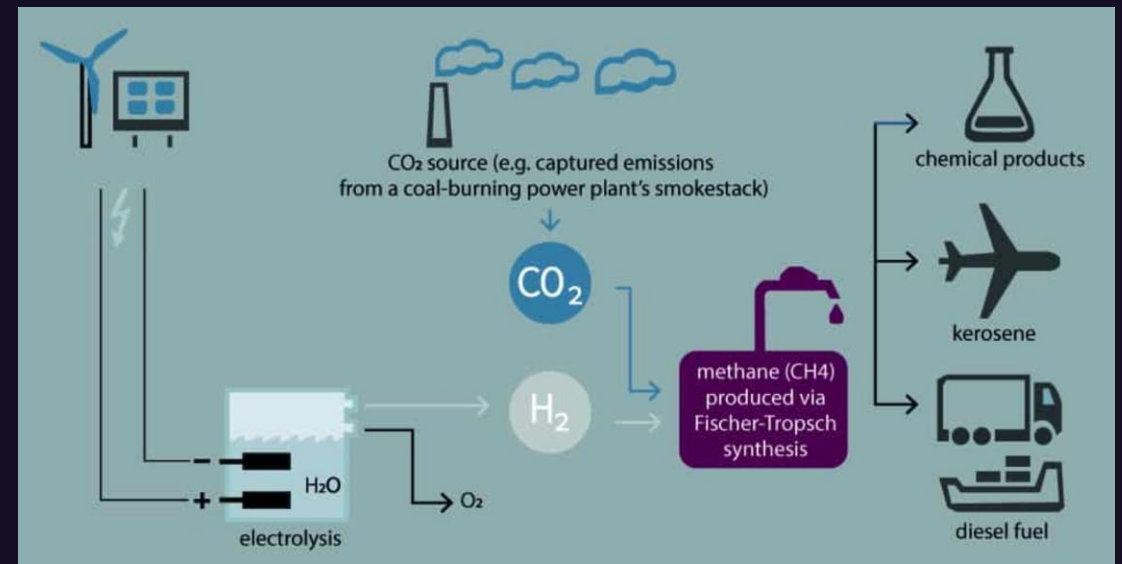 CO₂ source (e.g. captured emissions
from a coal-burning power plant's smokestack)
CO₂
H₂
H₂O
-
+
O₂
electrolysis
methane (CH4)
produced via
Fischer-Tropsch
synthesis
chemical products
kerosene
diesel fuel